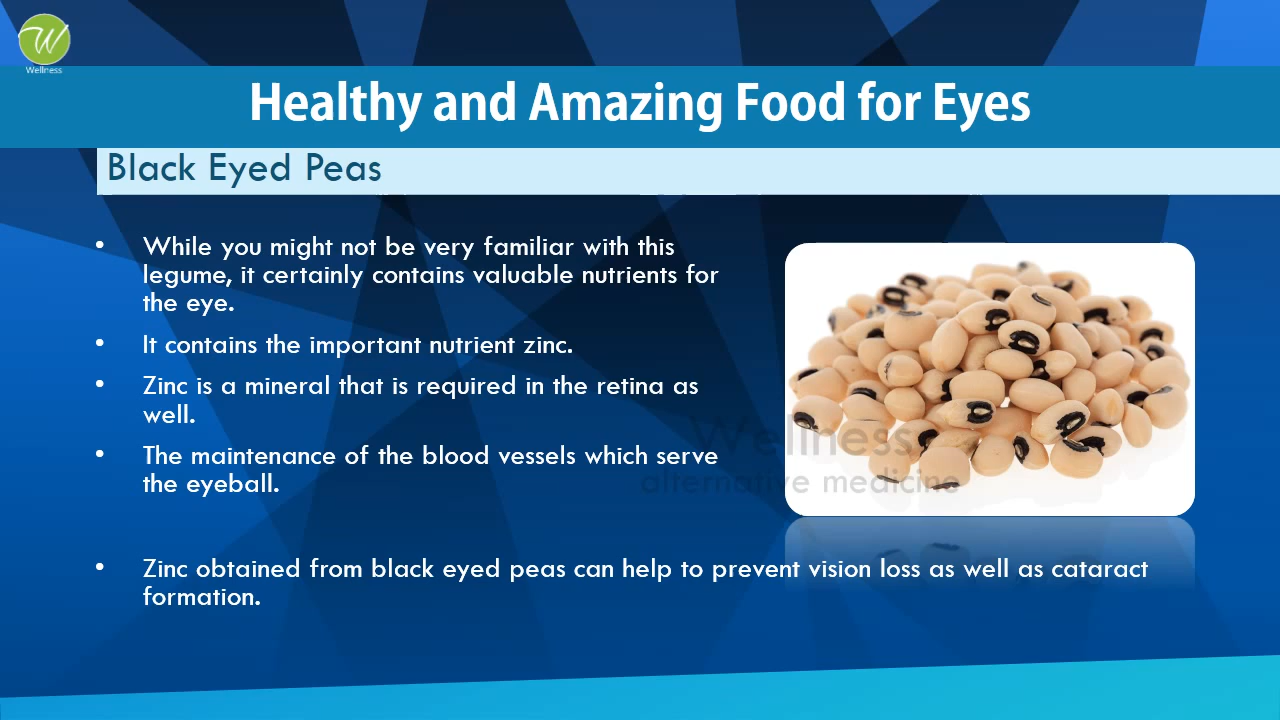 W
Wellness
Healthy and Amazing Food for Eyes
Black Eyed Peas
• While you might not be very familiar with this
legume, it certainly contains valuable nutrients for
the eye.
• It contains the important nutrient zinc.
• Zinc is a mineral that is required in the retina as
well.
• The maintenance of the blood vessels which serve
the eyeball.
Wellness
alternative medicine
• Zinc obtained from black eyed peas can help to prevent vision loss as well as cataract
formation.